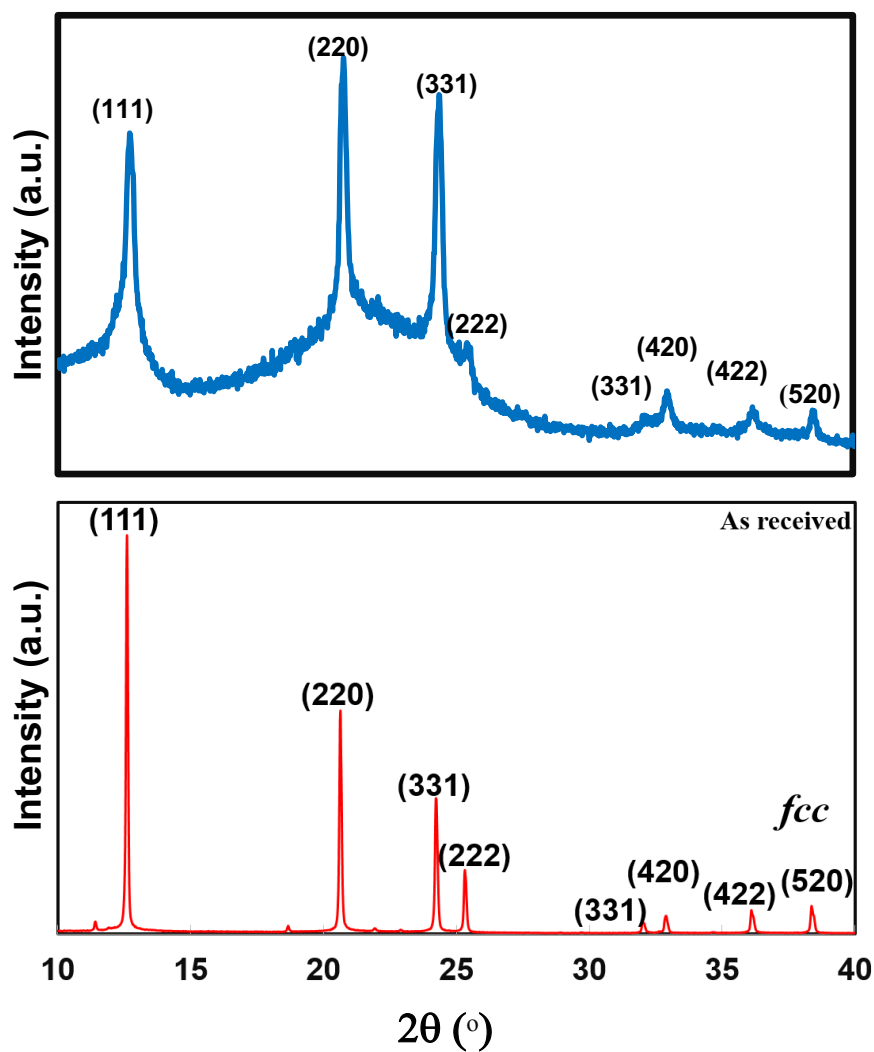 (220)
(331)
(111)
(222)
(420)
(422)
(331)
(520)
Intensity (a.u.)
(111)
As received
(220)
(331)
fcc
(222)
(420)
(520)
(422)
(331)
Intensity (a.u.)
10 15 20 25 30 35 40
2θ (°)